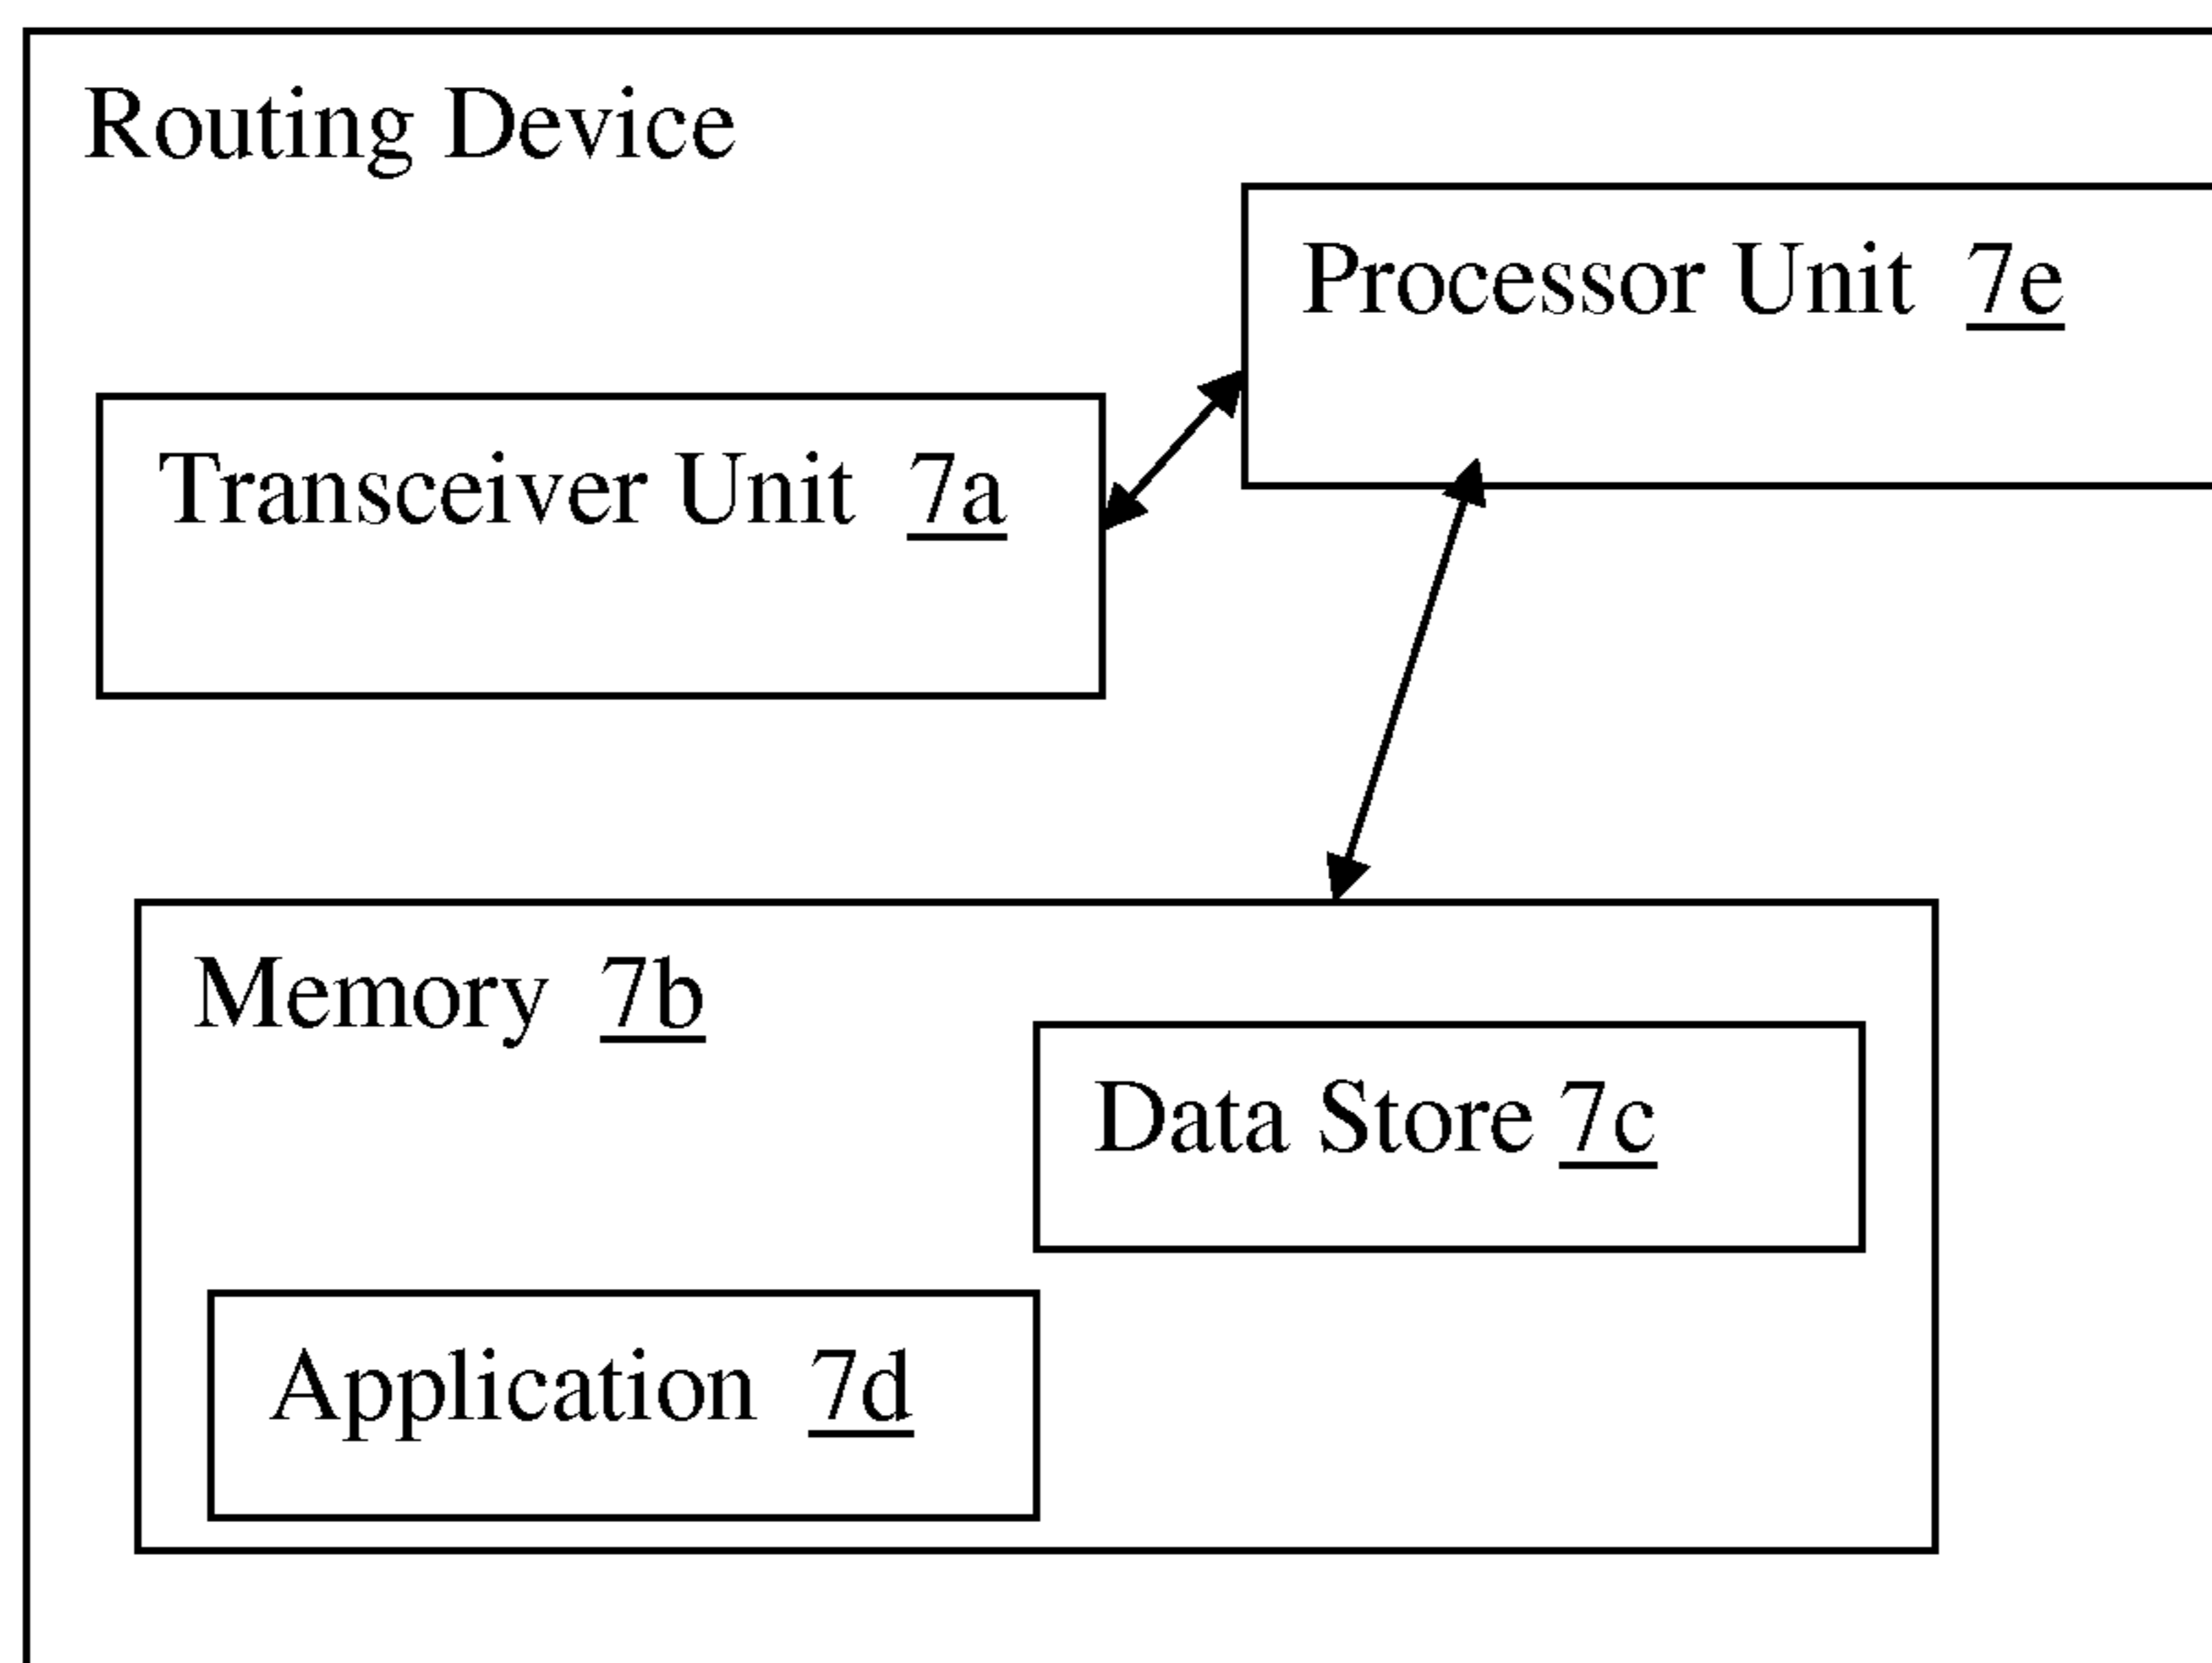 Routing Device
Processor Unit 7e
Transceiver Unit 7a
Memory 7b
Data Store 7c
Application 7d